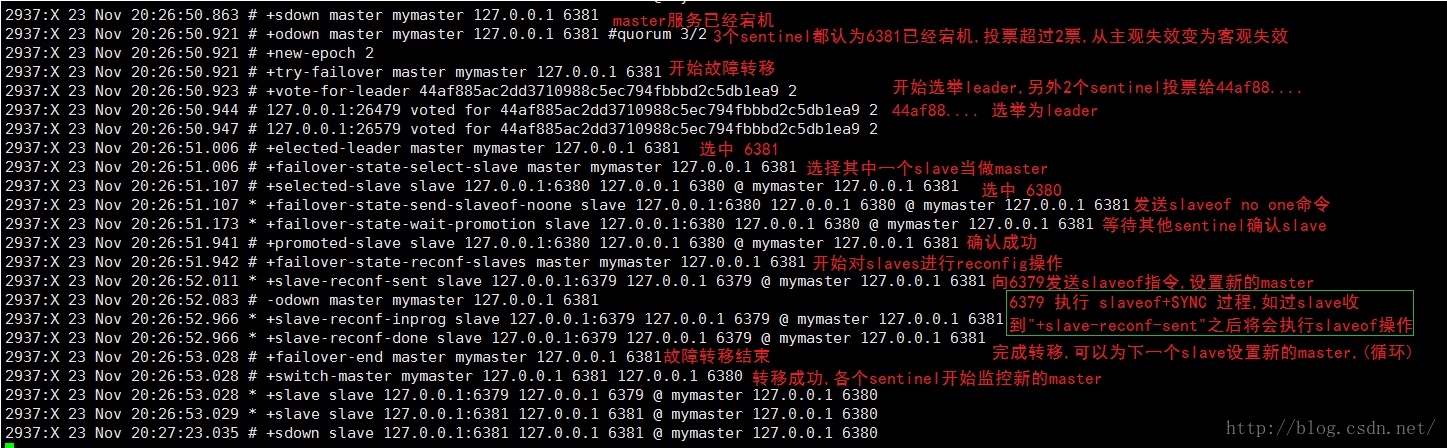 2937:X 23 Nov 20:26:50.863 # +sdown master mymaster 127.0.0.1 6381 master服务已经宕机
2937:X 23 Nov 20:26:50.921 # +odown master mymaster 127.0.0.1 6381 #quorum 3/2 3个sentinel都认为6381已经宕机,投票超过2票,从主观失效变为客观失效
2937:X 23 Nov 20:26:50.921 # +new-epoch 2
2937:X 23 Nov 20:26:50.921 # +try-failover master mymaster 127.0.0.1 6381 开始故障转移
2937:X 23 Nov 20:26:50.923 # +vote-for-leader 44af885ac2dd3710988c5ec794fbbbd2c5db1ea9 2 开始选举leader,另外2个sentinel投票给44af88....
2937:X 23 Nov 20:26:50.944 # 127.0.0.1:26479 voted for 44af885ac2dd3710988c5ec794fbbbd2c5db1ea9 2 44af88.... 选举为leader
2937:X 23 Nov 20:26:50.947 # 127.0.0.1:26579 voted for 44af885ac2dd3710988c5ec794fbbbd2c5db1ea9 2
2937:X 23 Nov 20:26:51.006 # +elected-leader master mymaster 127.0.0.1 6381 选中 6381
2937:X 23 Nov 20:26:51.006 # +failover-state-select-slave master mymaster 127.0.0.1 6381 选择其中一个slave当做master
2937:X 23 Nov 20:26:51.107 # +selected-slave slave 127.0.0.1:6380 127.0.0.1 6380 @ mymaster 127.0.0.1 6381 选中 6380
2937:X 23 Nov 20:26:51.107 * +failover-state-send-slaveof-noone slave 127.0.0.1:6380 127.0.0.1 6380 @ mymaster 127.0.0.1 6381 发送slaveof no one命令
2937:X 23 Nov 20:26:51.173 * +failover-state-wait-promotion slave 127.0.0.1:6380 127.0.0.1 6380 @ mymaster 127.0.0.1 6381 等待其他sentinel确认slave
2937:X 23 Nov 20:26:51.941 # +promoted-slave slave 127.0.0.1:6380 127.0.0.1 6380 @ mymaster 127.0.0.1 6381 确认成功
2937:X 23 Nov 20:26:51.942 # +failover-state-reconf-slaves master mymaster 127.0.0.1 6381 开始对slaves进行reconfig操作
2937:X 23 Nov 20:26:52.011 * +slave-reconf-sent slave 127.0.0.1:6379 127.0.0.1 6379 @ mymaster 127.0.0.1 6381 向6379发送slaveof指令,设置新的master
2937:X 23 Nov 20:26:52.083 # -odown master mymaster 127.0.0.1 6381 6379 执行 slaveof+SYNC 过程,如过slave收
2937:X 23 Nov 20:26:52.966 * +slave-reconf-inprog slave 127.0.0.1:6379 127.0.0.1 6379 @ mymaster 127.0.0.1 6381 到"+slave-reconf-sent"之后将会执行slaveof操作
2937:X 23 Nov 20:26:52.966 * +slave-reconf-done slave 127.0.0.1:6379 127.0.0.1 6379 @ mymaster 127.0.0.1 6381
2937:X 23 Nov 20:26:53.028 # +failover-end master mymaster 127.0.0.1 6381 故障转移结束 完成转移,可以为下一个slave设置新的master,(循环)
2937:X 23 Nov 20:26:53.028 # +switch-master mymaster 127.0.0.1 6381 127.0.0.1 6380 转移成功,各个sentinel开始监控新的master
2937:X 23 Nov 20:26:53.028 * +slave slave 127.0.0.1:6379 127.0.0.1 6379 @ mymaster 127.0.0.1 6380
2937:X 23 Nov 20:26:53.029 * +slave slave 127.0.0.1:6381 127.0.0.1 6381 @ mymaster 127.0.0.1 6380
2937:X 23 Nov 20:27:23.035 # +sdown slave 127.0.0.1:6381 127.0.0.1 6381 @ mymaster 127.0.0.1 6380
http://blog.csdn.net/